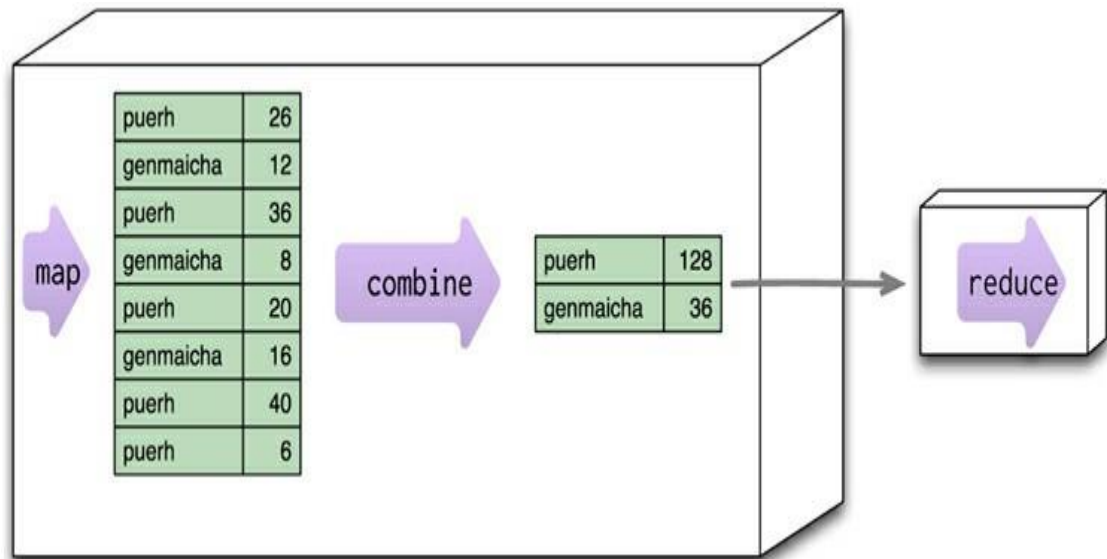 map
puerh 26
genmaicha 12
puerh 36
genmaicha 8
puerh 20
genmaicha 16
puerh 40
puerh 6
combine
puerh 128
genmaicha 36
reduce